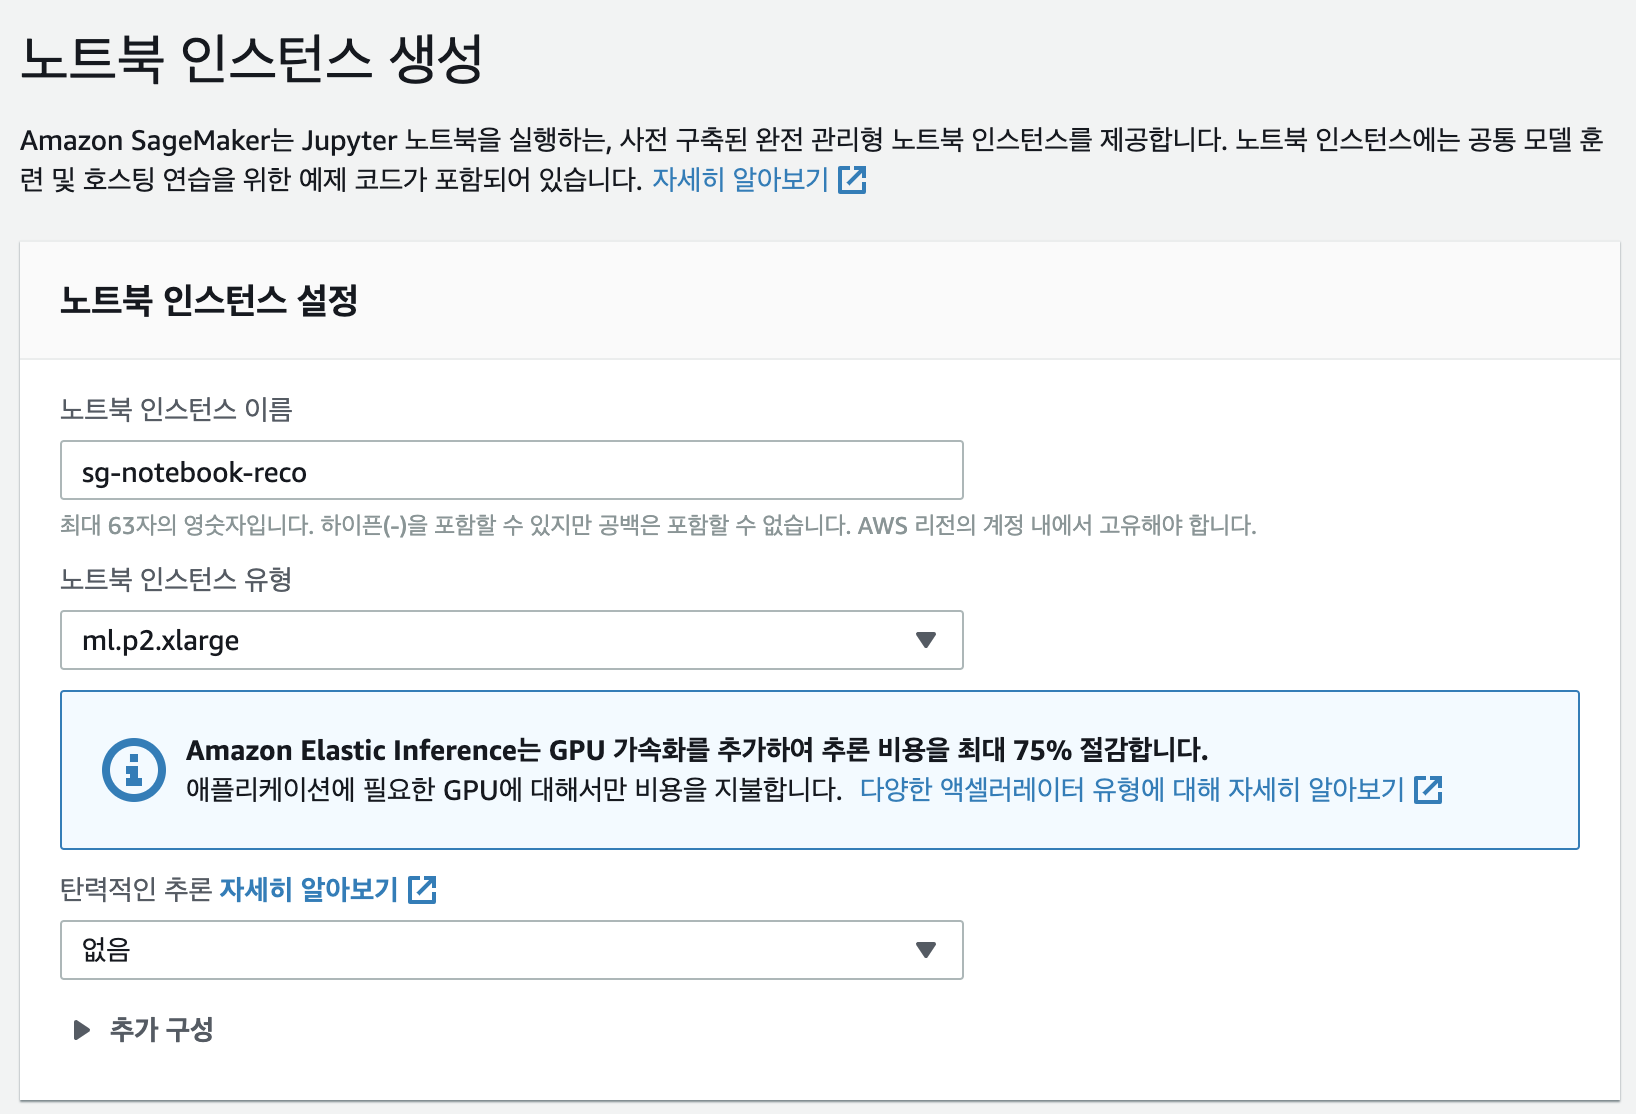 노트북 인스턴스 생성
Amazon SageMaker는 Jupyter 노트북을 실행하는, 사전 구축된 완전 관리형 노트북 인스턴스를 제공합니다. 노트북 인스턴스에는 공통 모델 훈
련 및 호스팅 연습을 위한 예제 코드가 포함되어 있습니다. 자세히 알아보기
노트북 인스턴스 설정
노트북 인스턴스 이름
sg-notebook-reco
최대 63자의 영숫자입니다. 하이픈(-)을 포함할 수 있지만 공백은 포함할 수 없습니다. AWS 리전의 계정 내에서 고유해야 합니다.
노트북 인스턴스 유형
ml.p2.xlarge
Amazon Elastic Inference는 GPU 가속화를 추가하여 추론 비용을 최대 75% 절감합니다.
애플리케이션에 필요한 GPU에 대해서만 비용을 지불합니다. 다양한 액셀러레이터 유형에 대해 자세히 알아보기
탄력적인 추론 자세히 알아보기
없음
추가 구성